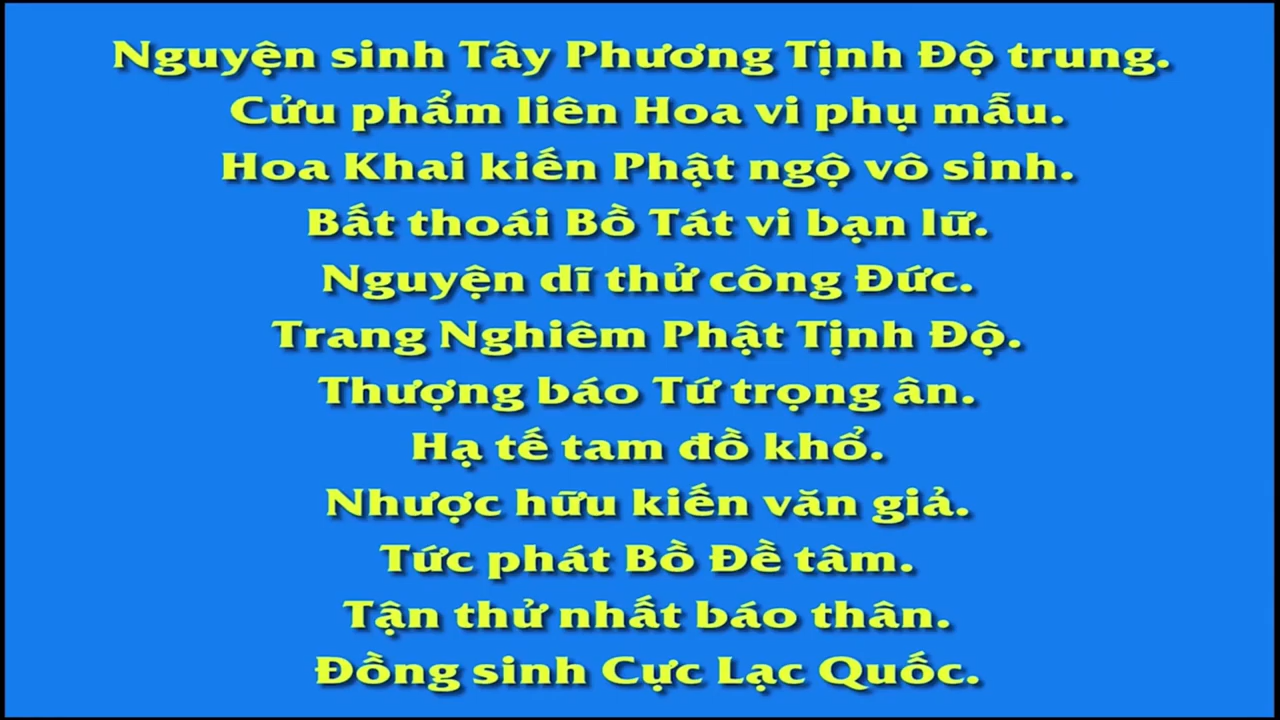 Nguyện sinh Tây Phương Tịnh Độ trung.
Cửu phẩm liên Hoa vi phụ mẫu.
Hoa Khai kiến Phật ngộ vô sinh.
Bất thoái Bồ Tát vi bạn lữ.
Nguyện dĩ thử công Đức.
Trang Nghiêm Phật Tịnh Độ.
Thượng báo Tứ trọng ân.
Hạ tế tam đồ khổ.
Nhược hữu kiến văn giả.
Tức phát Bồ Đề tâm.
Tận thử nhất báo thân.
Đồng sinh Cực Lạc Quốc.